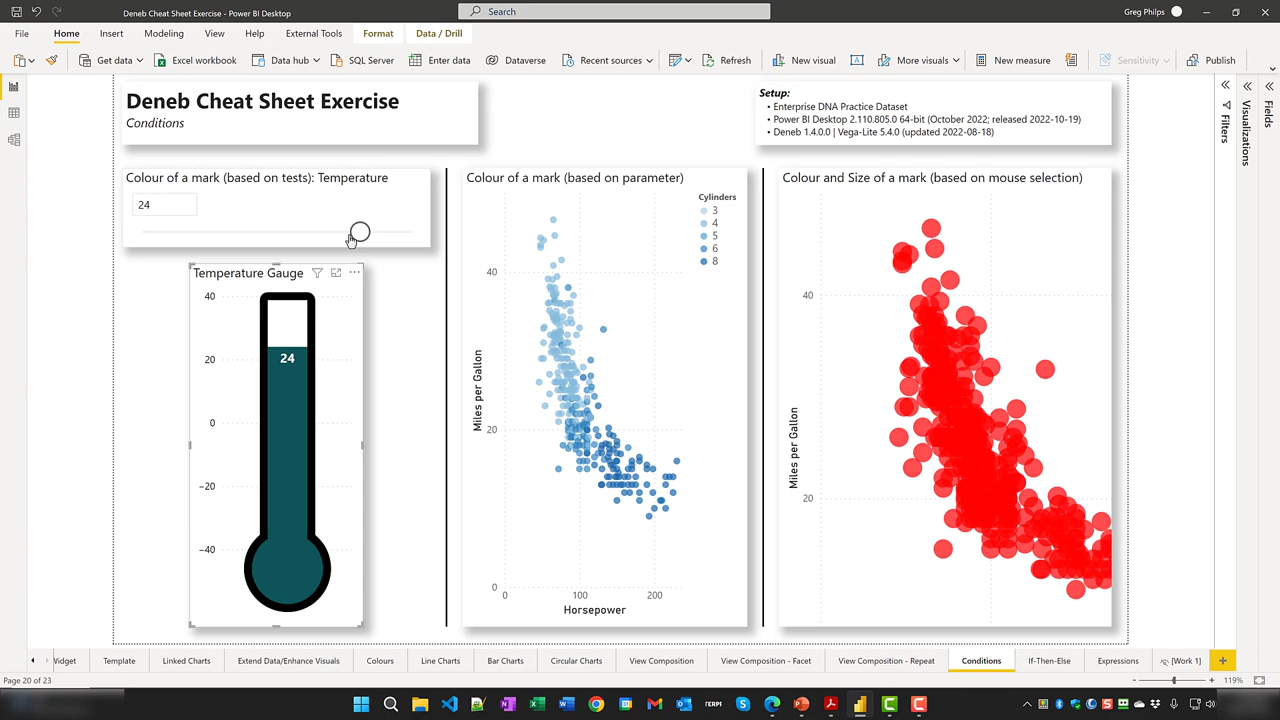 Deneb Cheat Sheet Exercise - Power BI Desktop
Search
Greg Philps
File Home Insert Modeling View Help External Tools Format Data / Drill
Get data Excel workbook Data hub SQL Server Enter data Dataverse Recent sources Refresh New visual More visuals New measure Sensitivity Publish
Deneb Cheat Sheet Exercise
Conditions
Setup:
• Enterprise DNA Practice Dataset
• Power BI Desktop 2.110.805.0 64-bit (October 2022; released 2022-10-19)
• Deneb 1.4.0.0 | Vega-Lite 5.4.0 (updated 2022-08-18)
Filters
Visualizations
Fields
Colour of a mark (based on tests): Temperature
24
Temperature Gauge
40
20
0
−20
−40
24
Colour of a mark (based on parameter)
Cylinders
3
4
5
6
8
Miles per Gallon
40
20
0
0 100 200
Horsepower
Colour and Size of a mark (based on mouse selection)
Miles per Gallon
40
20
Widget Template Linked Charts Extend Data/Enhance Visuals Colours Line Charts Bar Charts Circular Charts View Composition View Composition - Facet View Composition - Repeat Conditions If-Then-Else Expressions [Work 1]
Page 20 of 23
119%